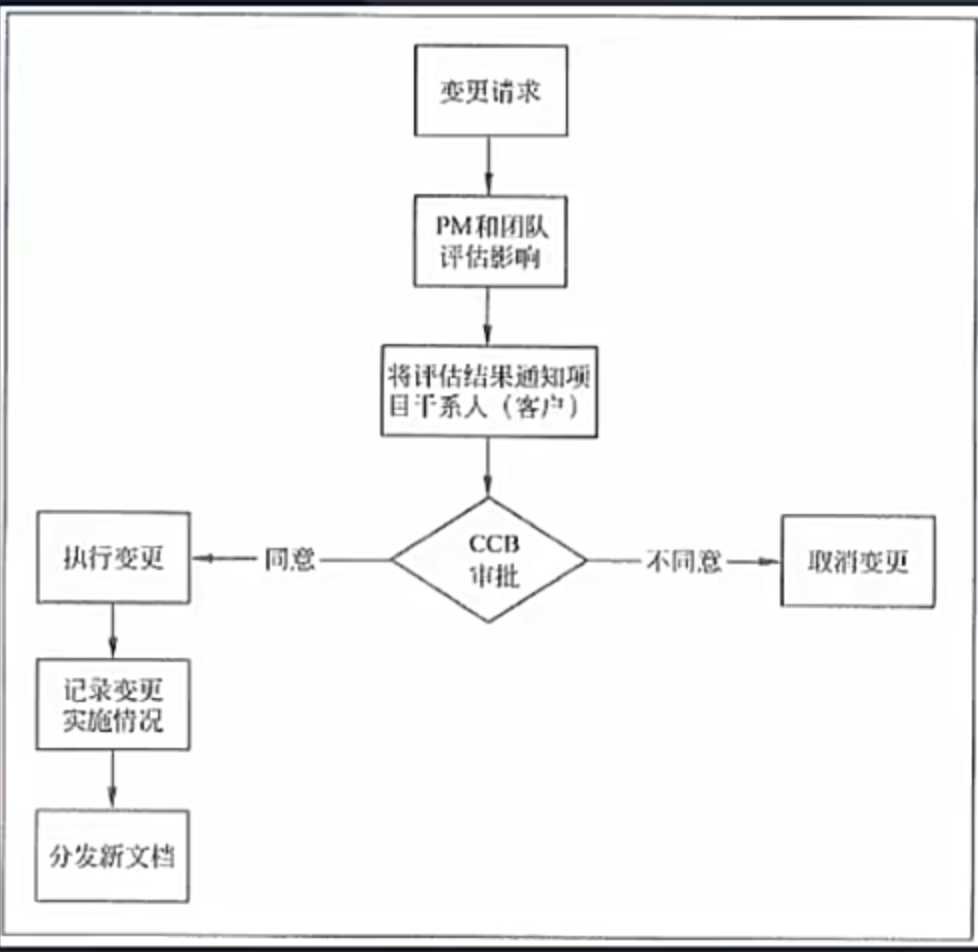 变更请求
PM和团队
评估影响
将评估结果通知项
目干系人（客户）
CCB
审批
同意
不同意
执行变更
取消变更
记录变更
实施情况
分发新文档